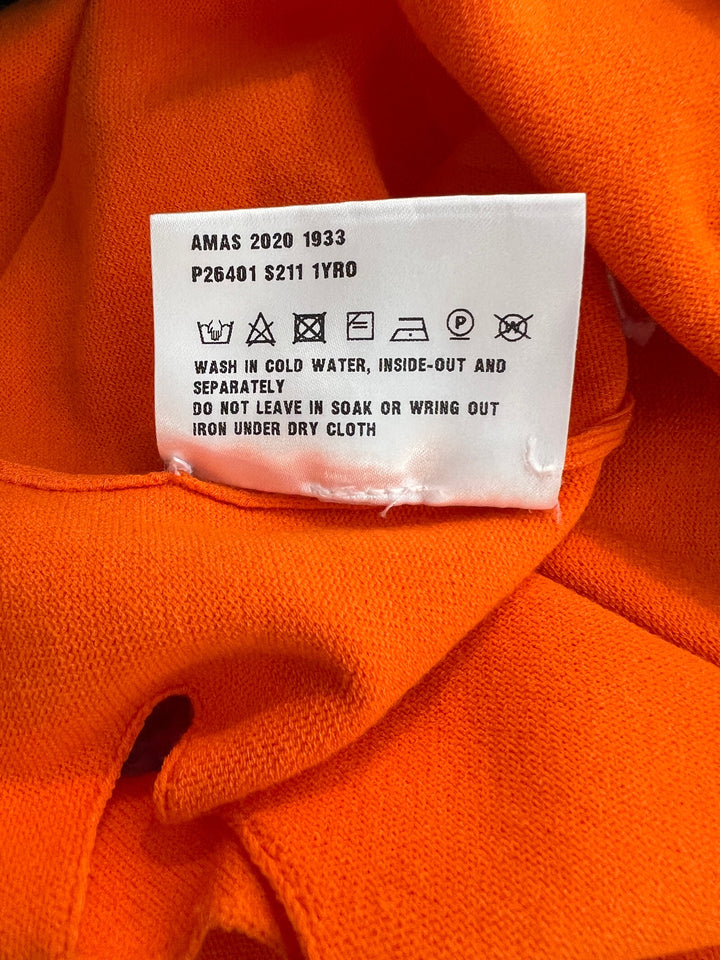 AMAS 2020 1933
P26401 S211 1YRO
P W
WASH IN COLD WATER, INSIDE-OUT AND
SEPARATELY
DO NOT LEAVE IN SOAK OR WRING OUT
IRON UNDER DRY CLOTH